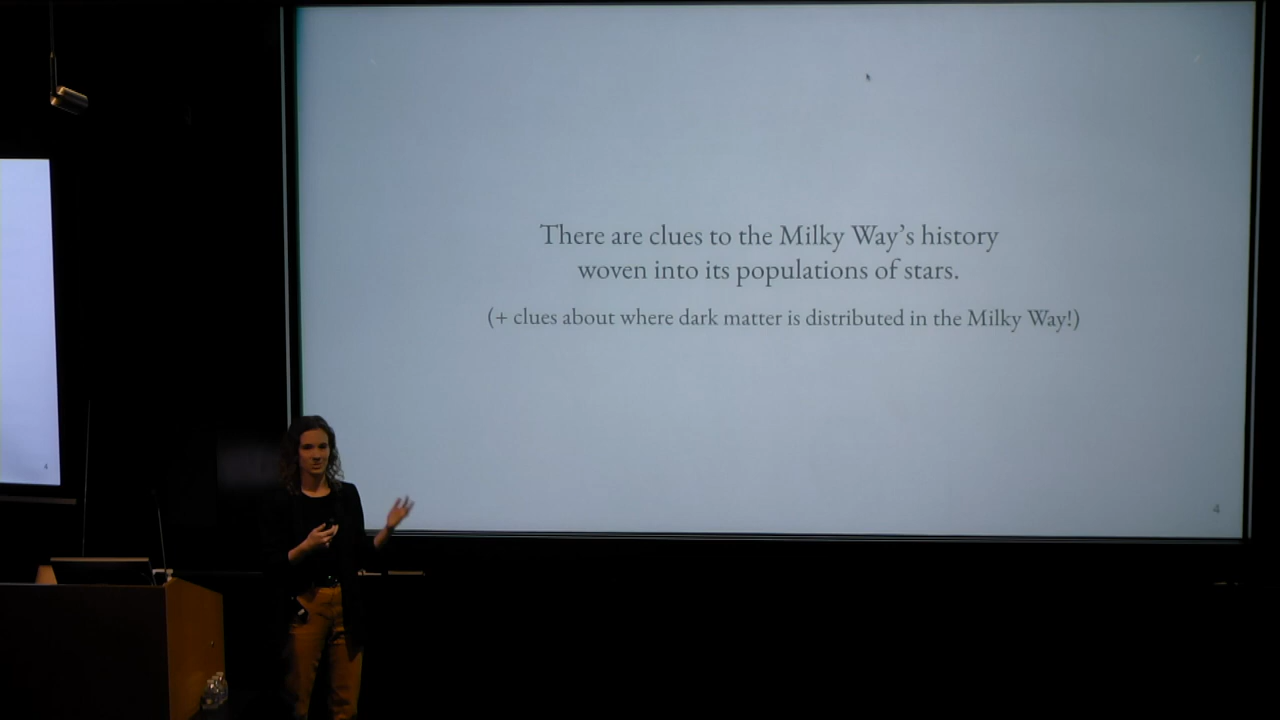 There are clues to the Milky Way’s history
woven into its populations of stars.
(+ clues about where dark matter is distributed in the Milky Way!)
4
4